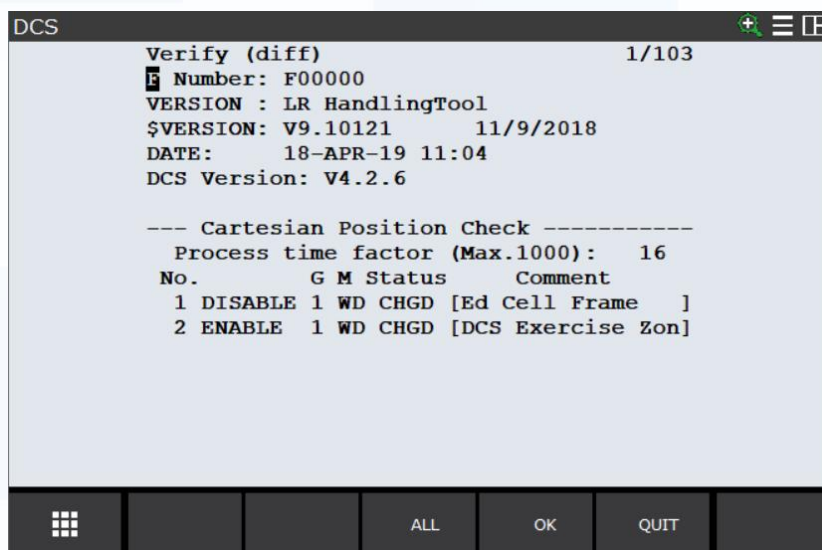 DCS
Verify (diff) 1/103
F Number: F00000
VERSION : LR HandlingTool
$VERSION: V9.10121 11/9/2018
DATE: 18-APR-19 11:04
DCS Version: V4.2.6
--- Cartesian Position Check -----------
Process time factor (Max.1000): 16
No. G M Status Comment
1 DISABLE 1 WD CHGD [Ed Cell Frame ]
2 ENABLE 1 WD CHGD [DCS Exercise Zon]
ALL OK QUIT